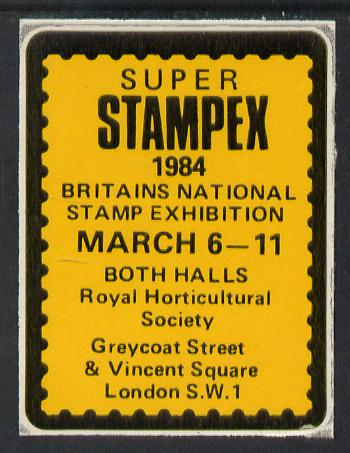 SUPER
STAMPEX
1984
BRITAINS NATIONAL
STAMP EXHIBITION
MARCH 6—11
BOTH HALLS
Royal Horticultural
Society
Greycoat Street
& Vincent Square
London S.W.1